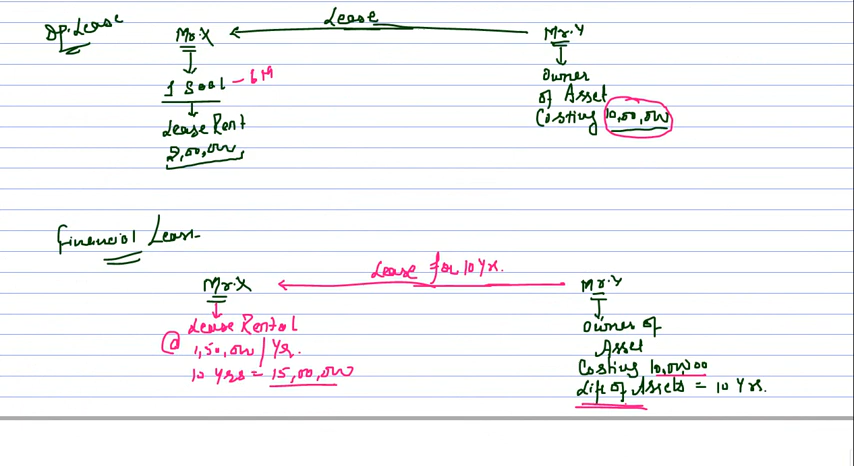 Op. Lease
Lease
Mr. X
Mr. Y
1 Saal - 6 M
Owner
of Asset
Costing 10,00,000
Lease Rent
2,00,000
Financial Lease
Lease for 10 Yrs.
Mr. X
Mr. Y
Lease Rental
@ 1,50,000 / Yr.
10 Yrs = 15,00,000
Owner of
Asset
Costing 10,00,000
Life of Assets = 10 Yrs.